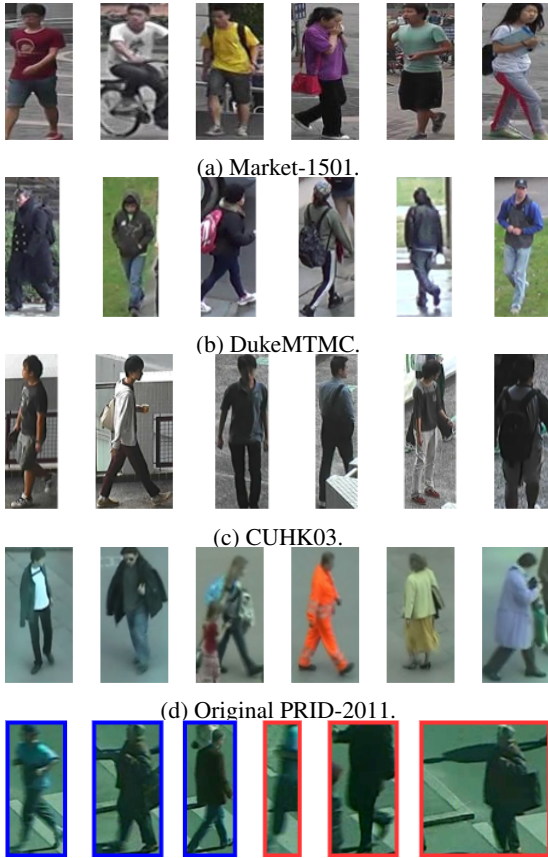 (a) Market-1501.
(b) DukeMTMC.
(c) CUHK03.
(d) Original PRID-2011.